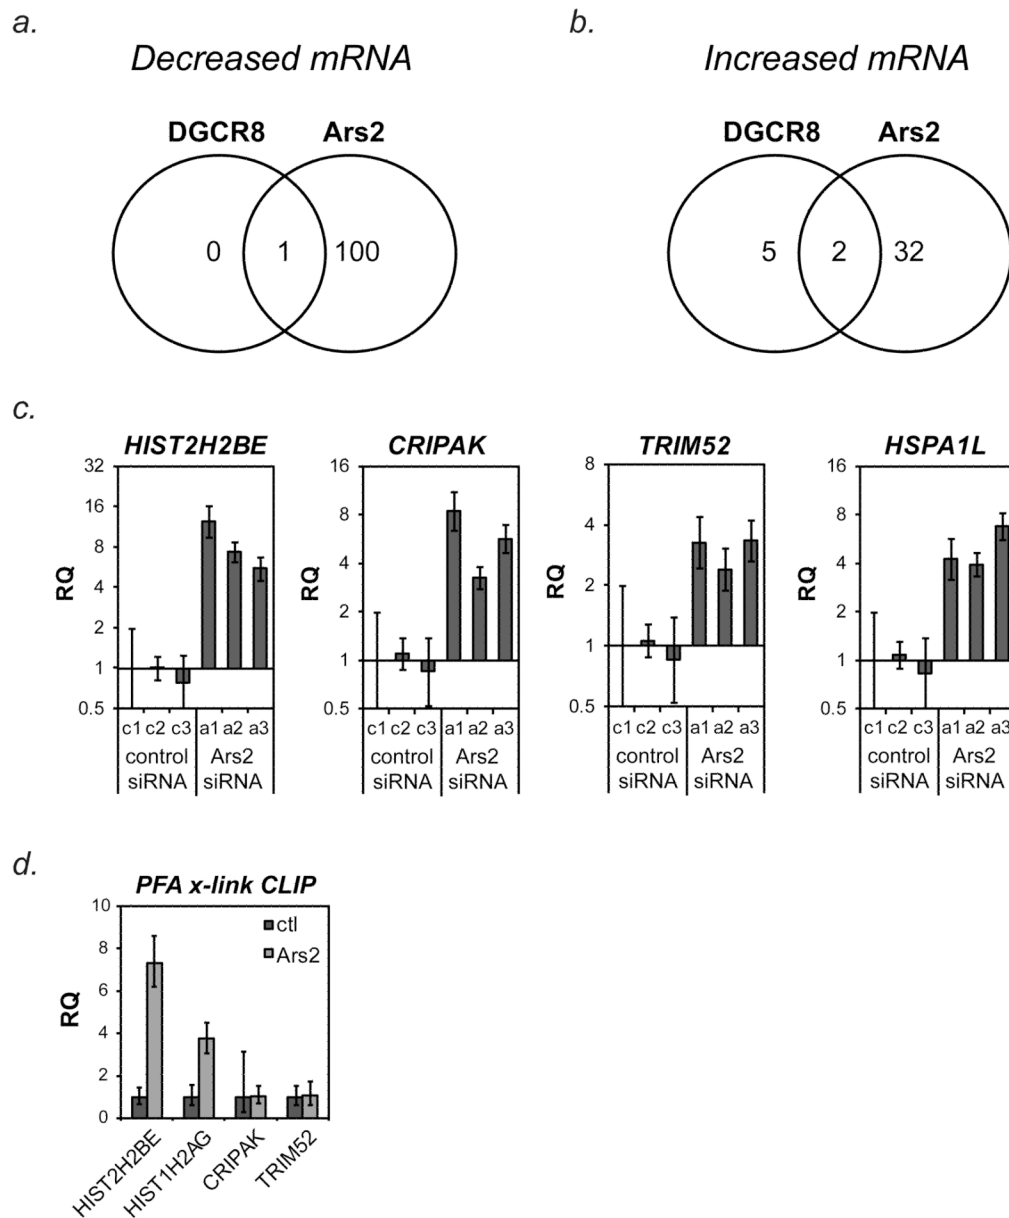 a.
Decreased mRNA
DGCR8 Ars2
0 1 100
b.
Increased mRNA
DGCR8 Ars2
5 2 32
c.
HIST2H2BE
RQ
32
16
8
4
2
1
0.5
c1 c2 c3 a1 a2 a3
control Ars2
siRNA siRNA
CRIPAK
RQ
16
8
4
2
1
0.5
c1 c2 c3 a1 a2 a3
control Ars2
siRNA siRNA
TRIM52
RQ
8
4
2
1
0.5
c1 c2 c3 a1 a2 a3
control Ars2
siRNA siRNA
HSPA1L
RQ
16
8
4
2
1
0.5
c1 c2 c3 a1 a2 a3
control Ars2
siRNA siRNA
d.
PFA x-link CLIP
RQ
10
8
6
4
2
0
ctl
Ars2
HIST2H2BE
HIST1H2AG
CRIPAK
TRIM52